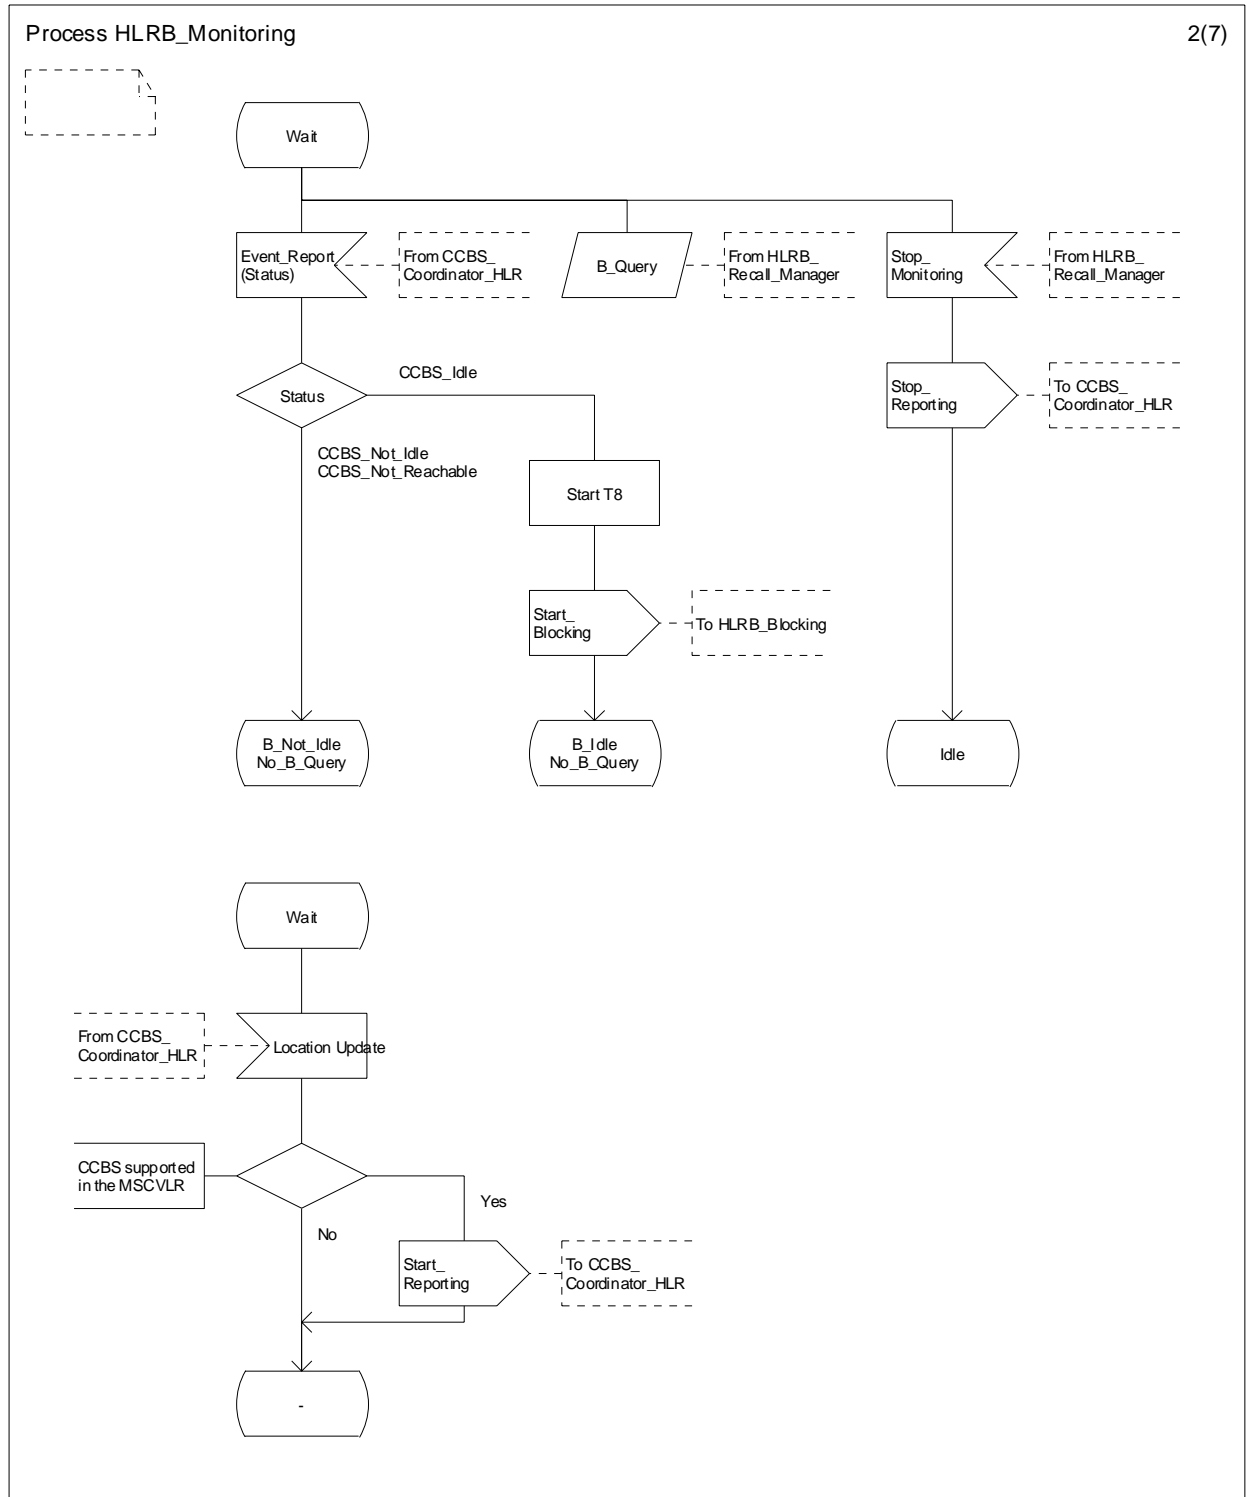 Process HLRB_Monitoring
2(7)
Wait
Event_Report
(Status)
From CCBS_
Coordinator_HLR
B_Query
From HLRB_
Recall_Manager
Stop_
Monitoring
From HLRB_
Recall_Manager
Status
CCBS_Idle
Stop_
Reporting
To CCBS_
Coordinator_HLR
CCBS_Not_Idle
CCBS_Not_Reachable
Start T8
Start_
Blocking
To HLRB_Blocking
B_Not_Idle
No_B_Query
B_Idle
No_B_Query
Idle
Wait
From CCBS_
Coordinator_HLR
Location Update
CCBS supported
in the MSCVLR
Yes
No
Start_
Reporting
To CCBS_
Coordinator_HLR
-